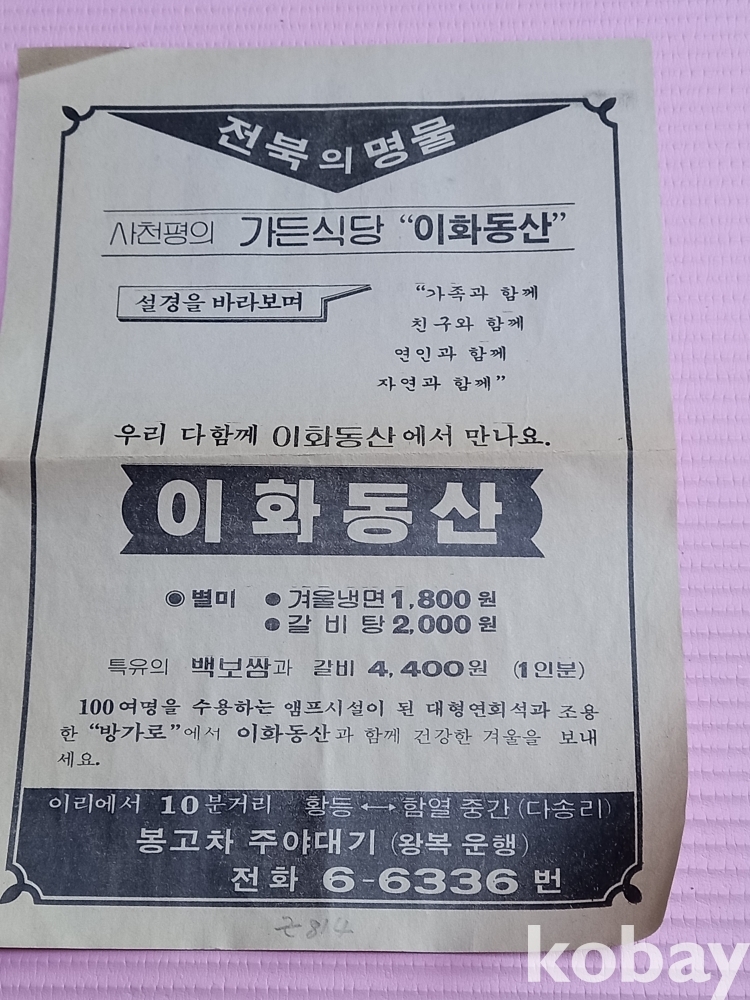 전북의 명물
사천평의 가든식당 “이화동산”
설경을 바라보며
“가족과 함께
친구와 함께
연인과 함께
자연과 함께”
우리 다함께 이화동산에서 만나요.
이화동산
◉ 별미 ● 겨울냉면 1,800원
● 갈비탕 2,000원
특유의 백보쌈과 갈비 4,400원 (1인분)
100여명을 수용하는 앰프시설이 된 대형연회석과 조용
한 “방가로”에서 이화동산과 함께 건강한 겨울을 보내
세요.
이리에서 10분거리 황등 ↔ 함열 중간 (다송리)
봉고차 주야대기 (왕복 운행)
전화 6-6336번
814
kobay